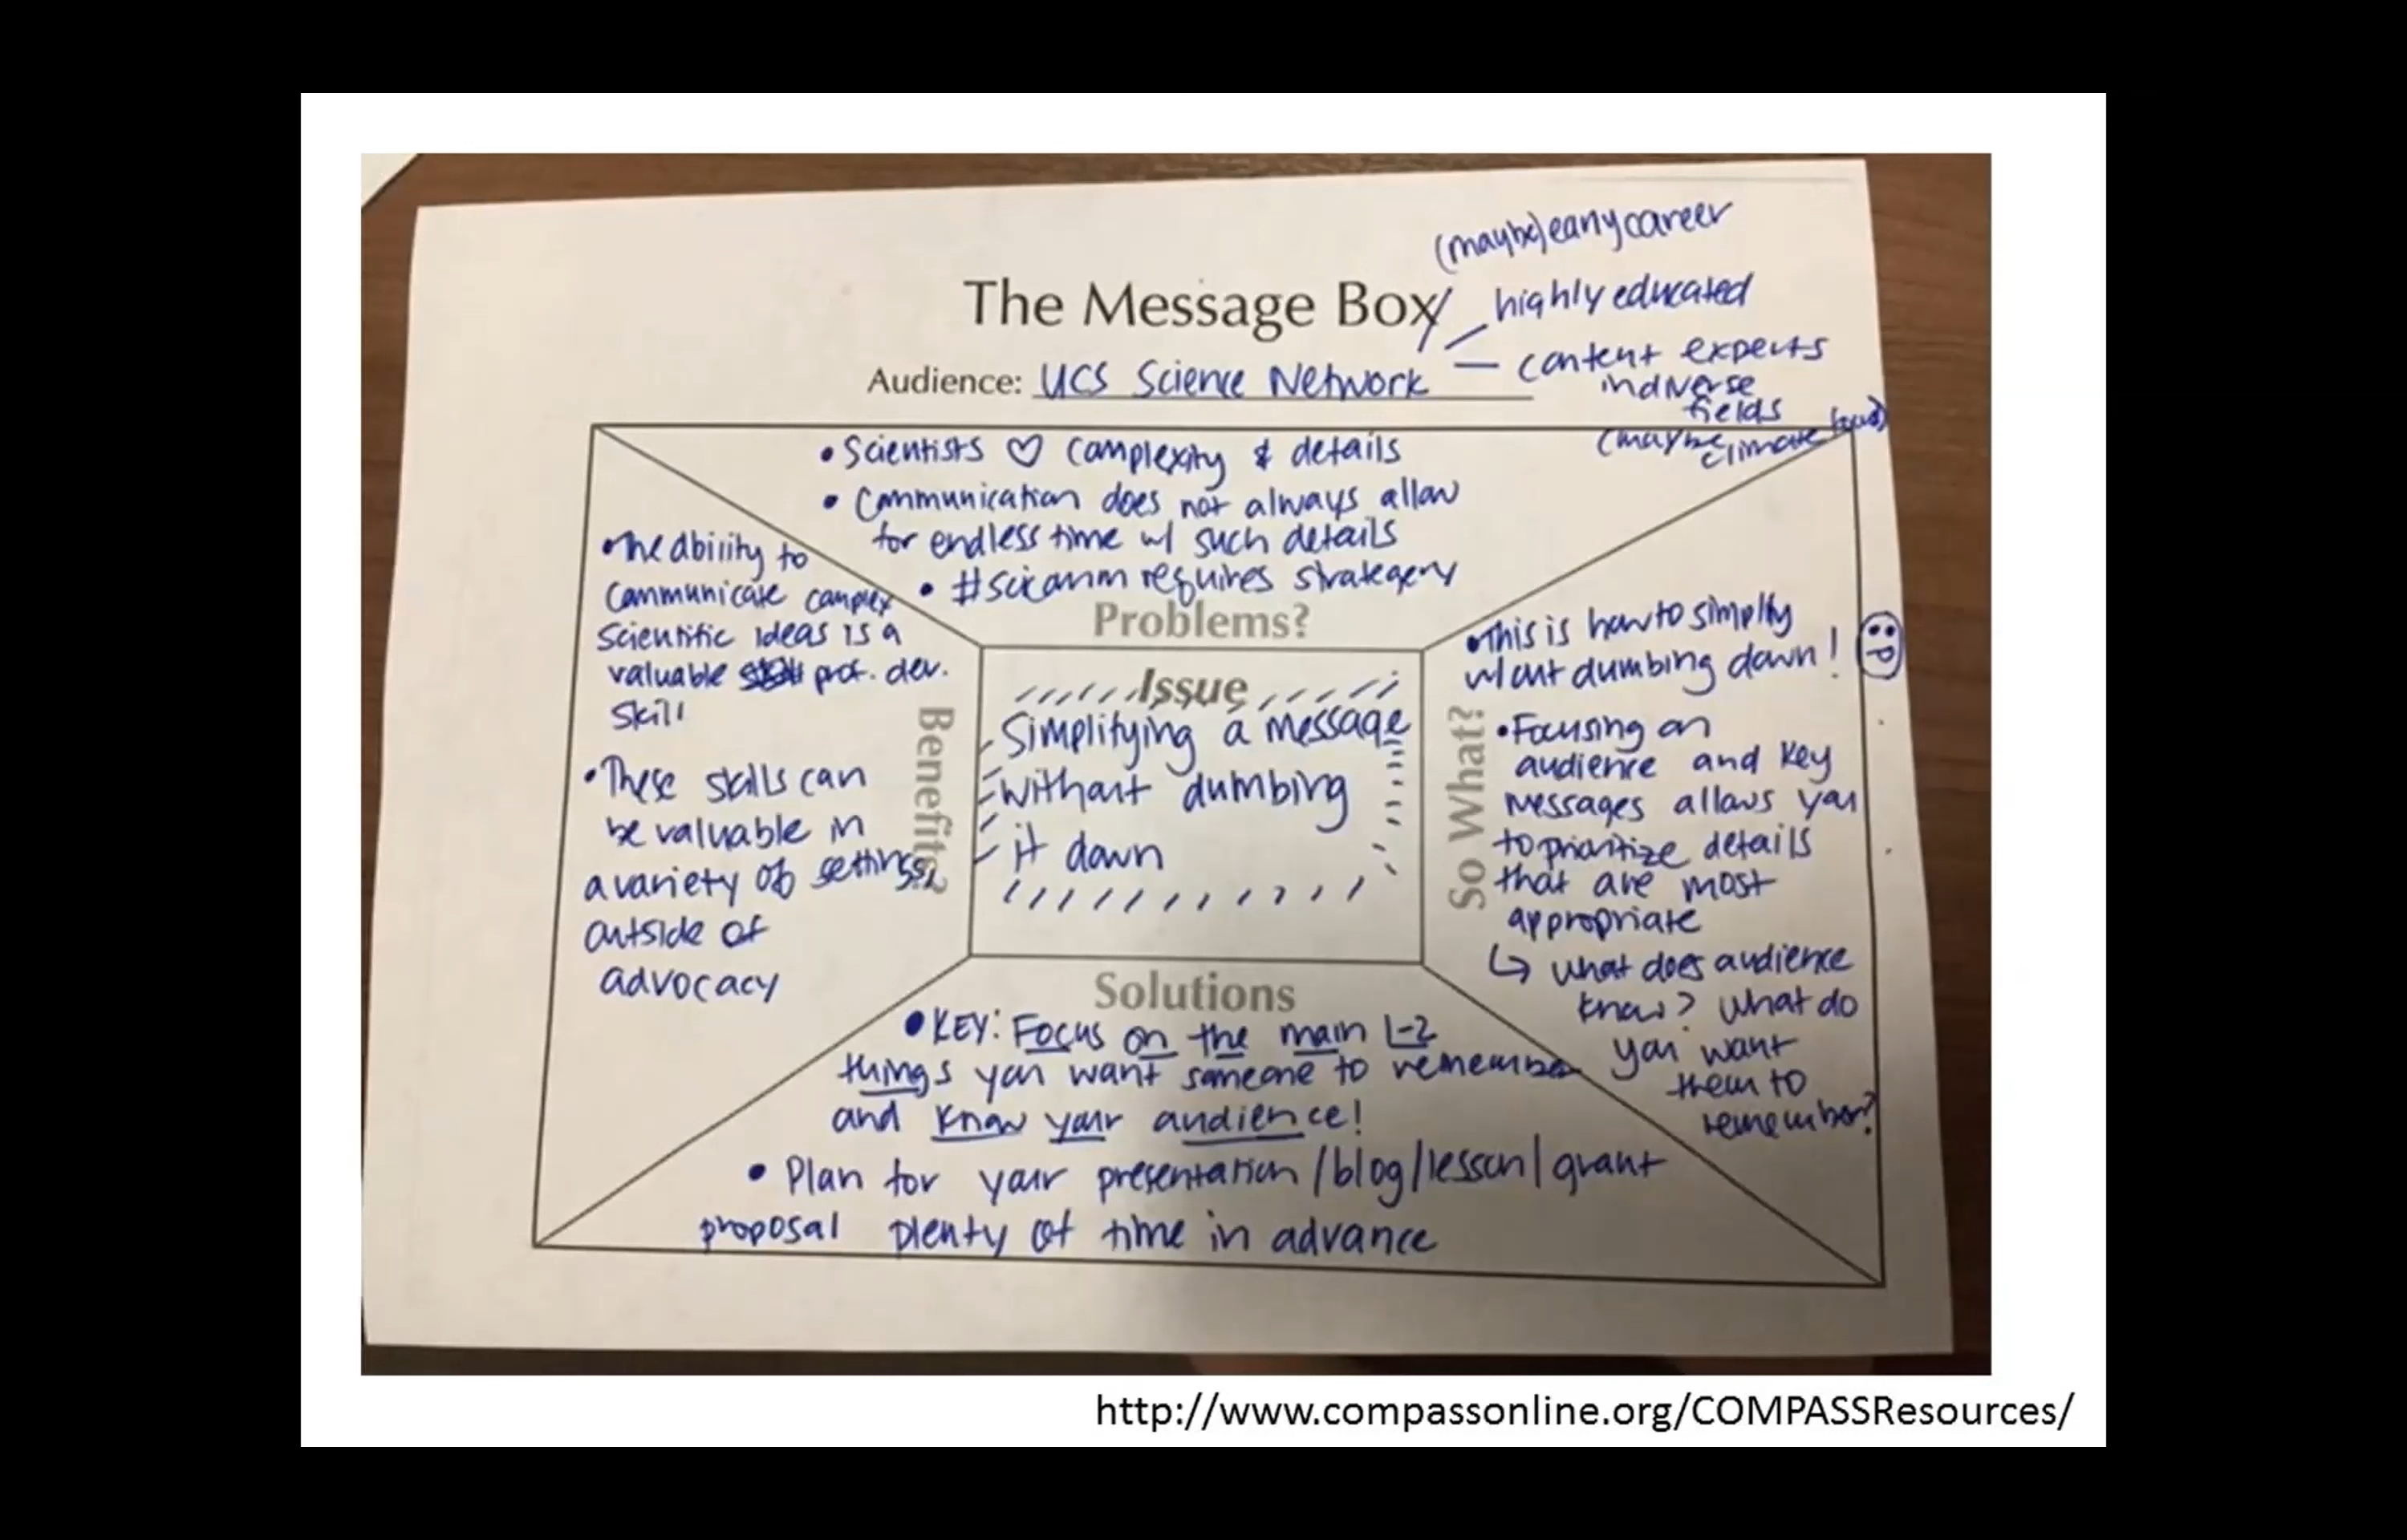 (maybe) early career
The Message Box
highly educated
Audience: UCS Science Network
content experts
in diverse
fields
(maybe climate
• Scientists ♡ complexity & details
• Communication does not always allow
for endless time w/ such details
• #scicomm requires strategery
Problems?
• The ability to
communicate complex
scientific ideas is a
valuable prof. dev.
skill
• These skills can
be valuable in
a variety of settings
outside of
advocacy
Benefits?
Issue
Simplifying a message
without dumbing
it down
So What?
• This is how to simplify
w/out dumbing down!
• Focusing on
audience and key
messages allows you
to prioritize details
that are most
appropriate
↳ what does audience
know? What do
you want
them to
remember?
Solutions
• KEY: Focus on the main 1-2
things you want someone to remember
and know your audience!
• Plan for your presentation/blog/lesson/grant
proposal plenty of time in advance
http://www.compassonline.org/COMPASSResources/